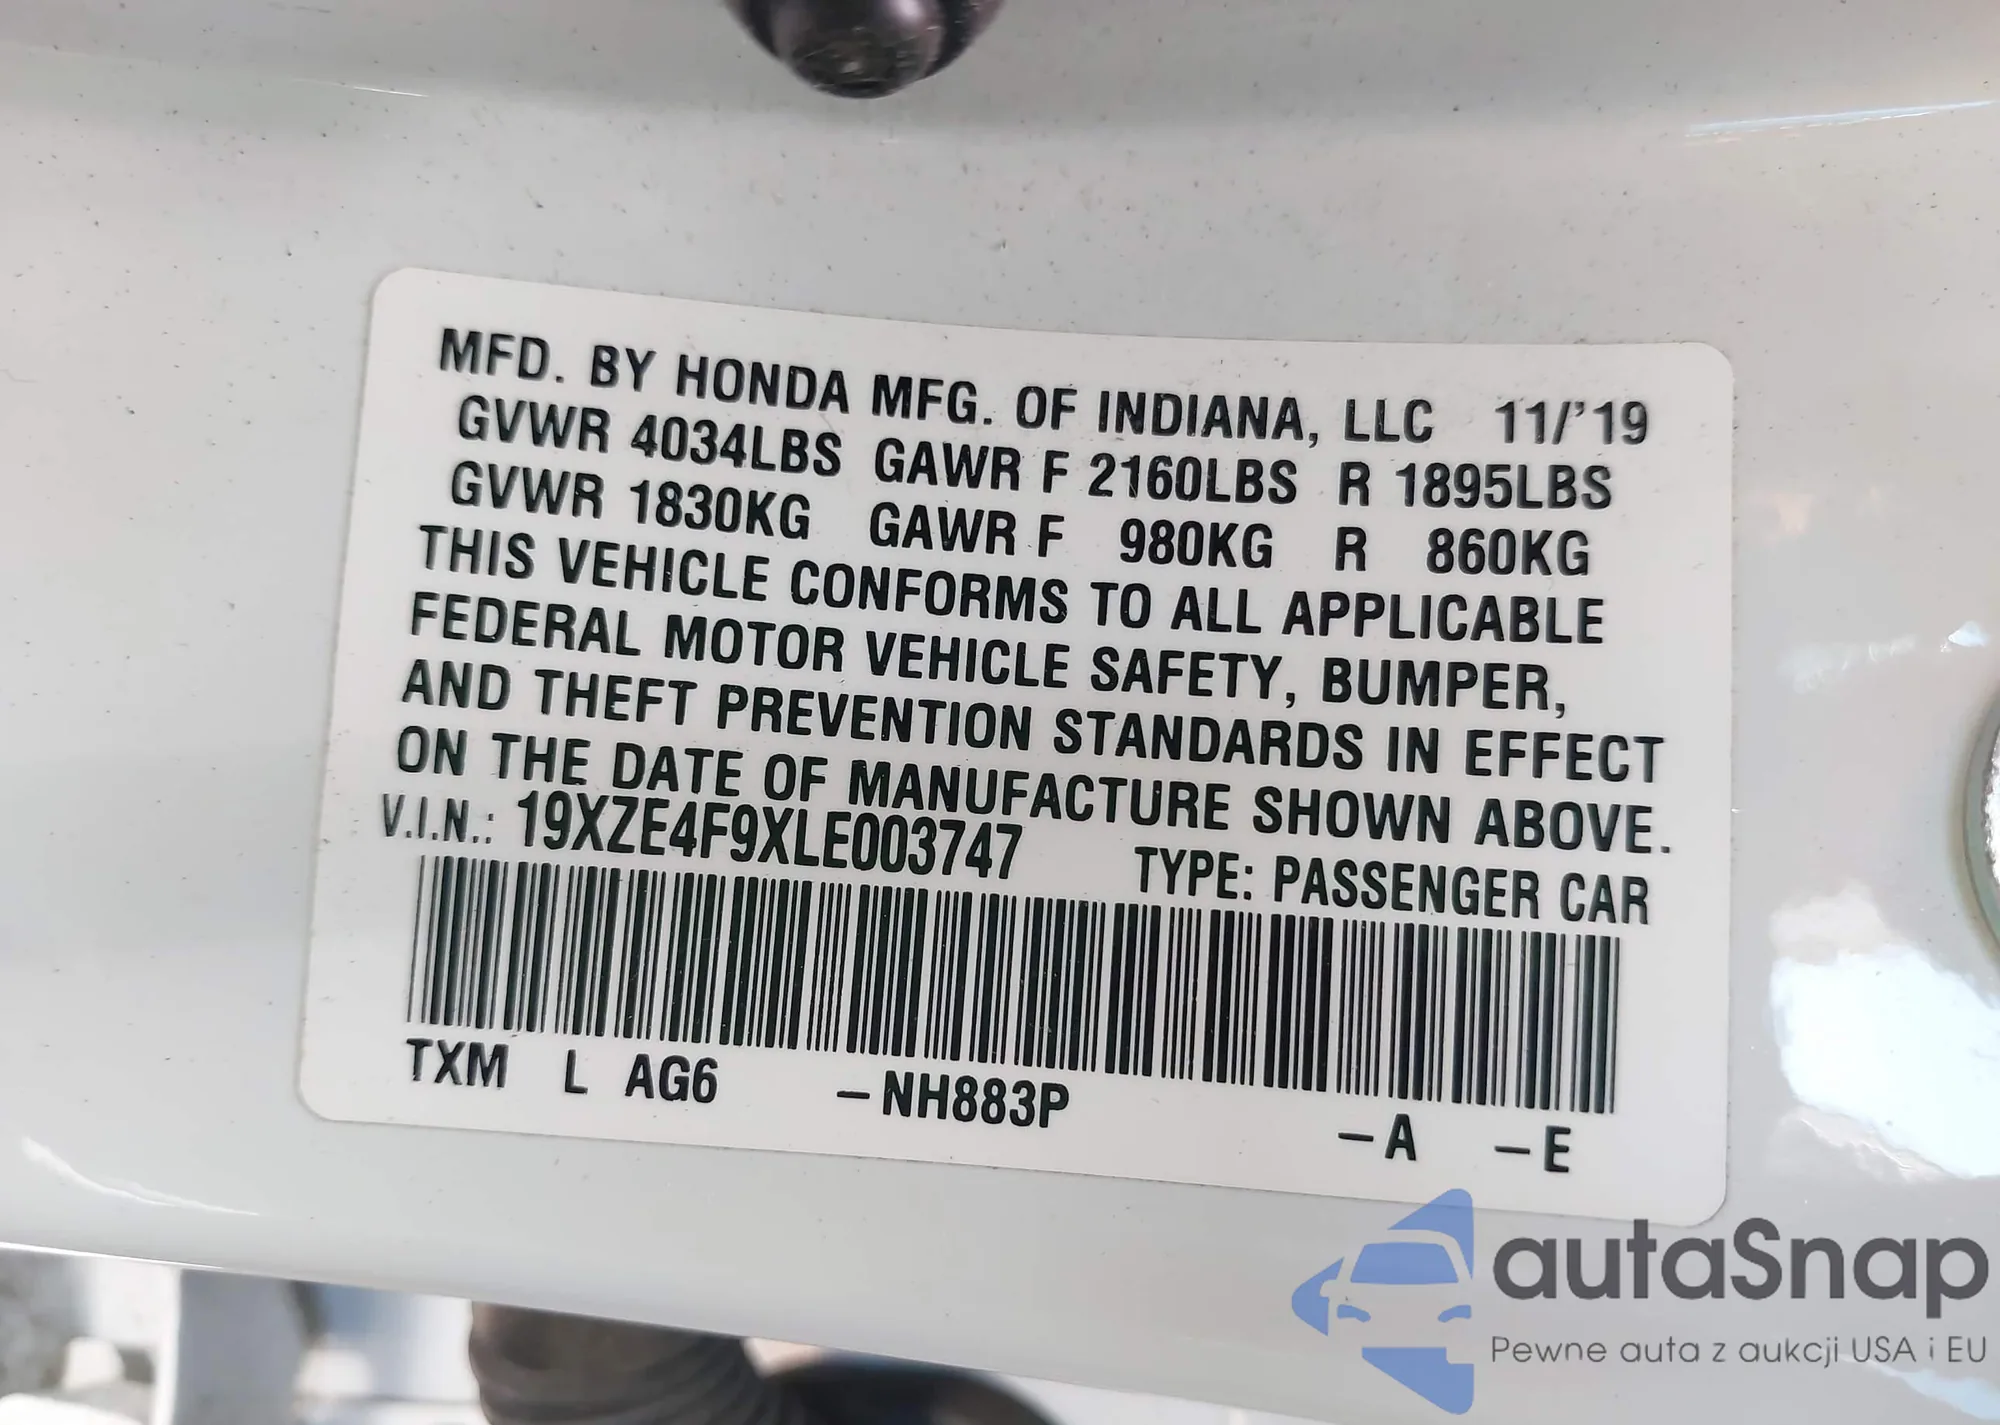 MFD. BY HONDA MFG. OF INDIANA, LLC 11/'19
GVWR 4034LBS GAWR F 2160LBS R 1895LBS
GVWR 1830KG GAWR F 980KG R 860KG
THIS VEHICLE CONFORMS TO ALL APPLICABLE
FEDERAL MOTOR VEHICLE SAFETY, BUMPER,
AND THEFT PREVENTION STANDARDS IN EFFECT
ON THE DATE OF MANUFACTURE SHOWN ABOVE.
V.I.N.: 19XZE4F9XLE003747 TYPE: PASSENGER CAR
TXM L AG6 –NH883P –A –E
autaSnap
Pewne auta z aukcji USA i EU